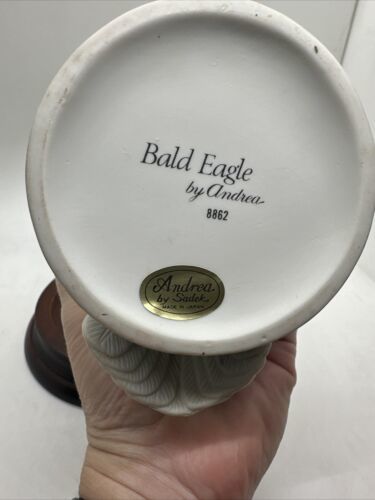 Bald Eagle
by Andrea
8862
Andrea
by Sadek
MADE IN JAPAN